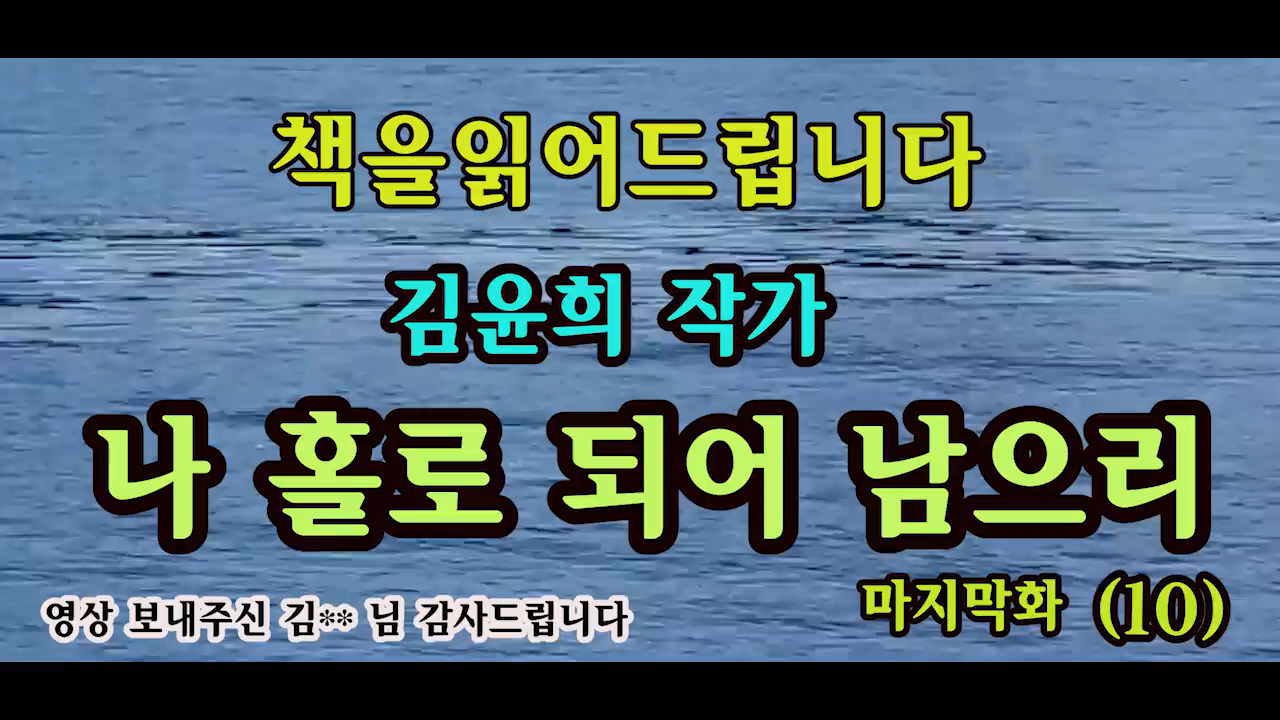 책을읽어드립니다
김윤희 작가
나 홀로 되어 남으리
마지막화 (10)
영상 보내주신 김** 님 감사드립니다